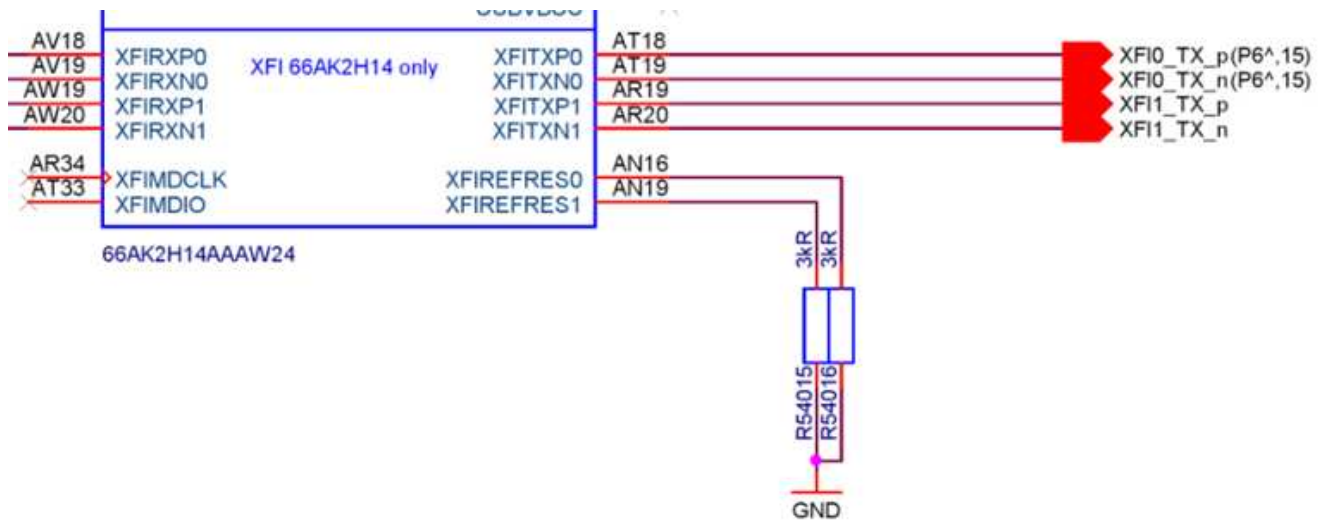 AV18
XFIRXP0
XFI 66AK2H14 only
XFITXP0
AT18
XFI0_TX_p(P6^,15)
AV19
XFIRXN0
XFITXN0
AT19
XFI0_TX_n(P6^,15)
AW19
XFIRXP1
XFITXP1
AR19
XFI1_TX_p
AW20
XFIRXN1
XFITXN1
AR20
XFI1_TX_n
AR34
XFIMDCLK
XFIREFRES0
AN16
AT33
XFIMDIO
XFIREFRES1
AN19
66AK2H14AAAW24
3kR
3kR
R54015
R54016
GND